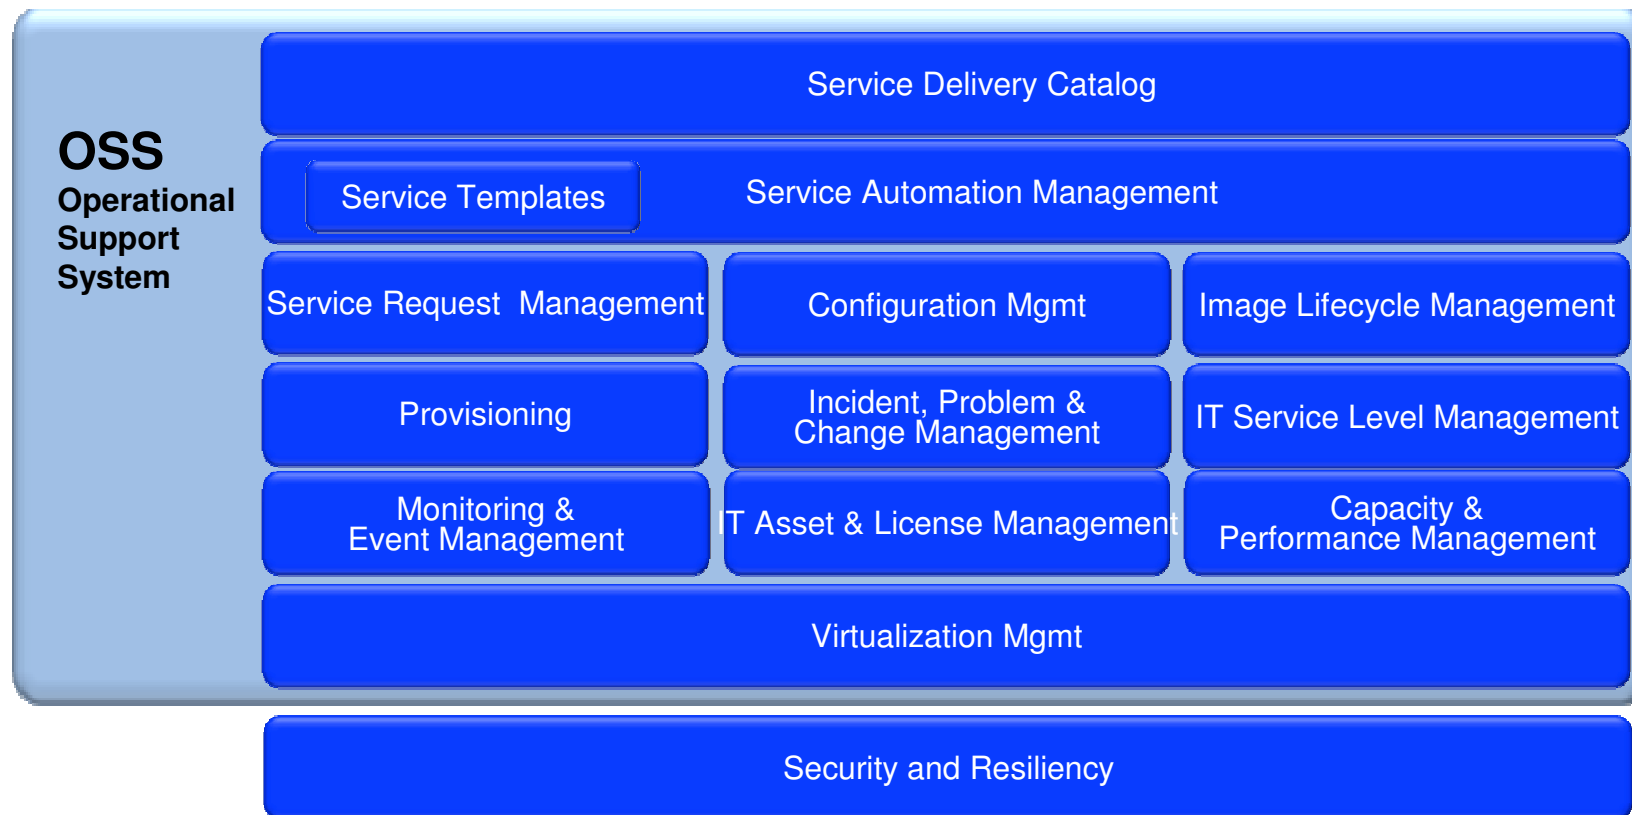 Service Delivery Catalog
OSS
Operational
Support
System
Service Templates
Service Automation Management
Service Request  Management
Configuration Mgmt
Image Lifecycle Management
Provisioning
Incident, Problem &
Change Management
IT Service Level Management
Monitoring &
Event Management
IT Asset & License Management
Capacity &
Performance Management
Virtualization Mgmt
Security and Resiliency